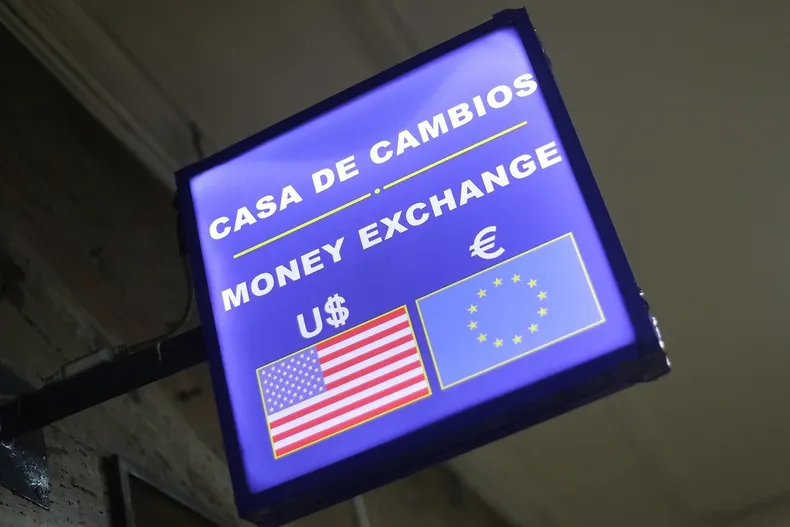 CASA DE CAMBIOS
MONEY EXCHANGE
U$ €